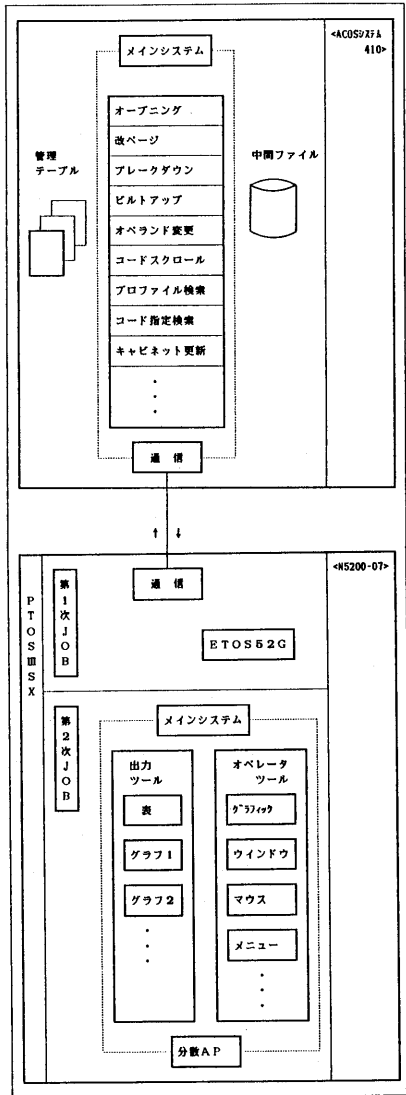 <ACOSｼｽﾃﾑ
410>
メインシステム
オープニング
改ページ
ブレークダウン
ビルトアップ
オペランド変更
コードスクロール
プロファイル検索
コード指定検索
キャビネット更新
管理
テーブル
中間ファイル
通信
↑ ↓
<N5200-07>
PTOSⅢSX
第1次JOB
通信
ETOS52G
第2次JOB
メインシステム
出力
ツール
表
グラフ1
グラフ2
オペレータ
ツール
ｸﾞﾗﾌｨｯｸ
ウインドウ
マウス
メニュー
分散AP